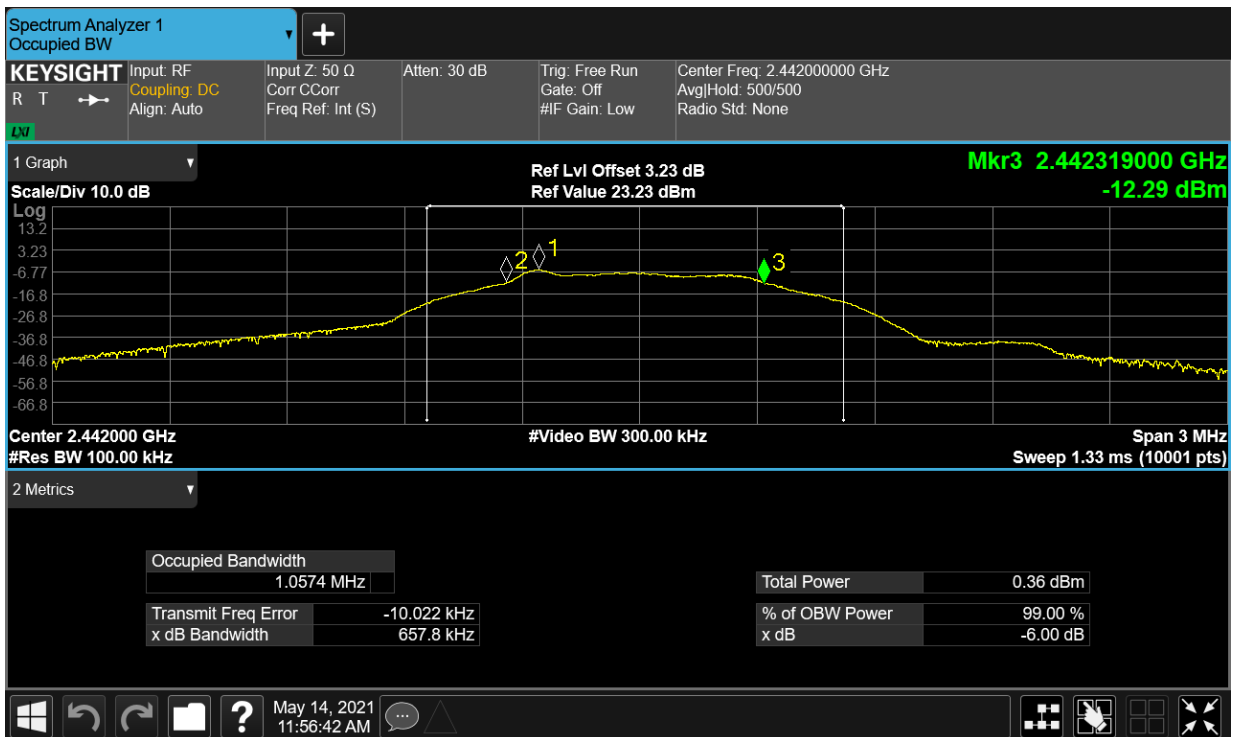 Spectrum Analyzer 1
Occupied BW
▼
+
KEYSIGHT
R T
LXI
Input: RF
Coupling: DC
Align: Auto
Input Z: 50 Ω
Corr CCorr
Freq Ref: Int (S)
Atten: 30 dB
Trig: Free Run
Gate: Off
#IF Gain: Low
Center Freq: 2.442000000 GHz
Avg|Hold: 500/500
Radio Std: None
1 Graph ▼
Scale/Div 10.0 dB
Ref Lvl Offset 3.23 dB
Ref Value 23.23 dBm
Mkr3 2.442319000 GHz
-12.29 dBm
Log
13.2
3.23
-6.77
-16.8
-26.8
-36.8
-46.8
-56.8
-66.8
2
1
3
Center 2.442000 GHz
#Res BW 100.00 kHz
#Video BW 300.00 kHz
Span 3 MHz
Sweep 1.33 ms (10001 pts)
2 Metrics ▼
Occupied Bandwidth
1.0574 MHz
Total Power 0.36 dBm
Transmit Freq Error -10.022 kHz
% of OBW Power 99.00 %
x dB Bandwidth 657.8 kHz
x dB -6.00 dB
?
May 14, 2021
11:56:42 AM